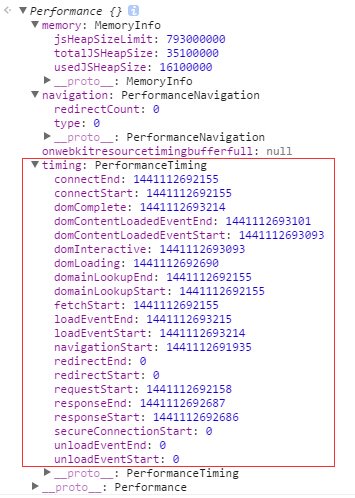 Performance {}
memory: MemoryInfo
jsHeapSizeLimit: 793000000
totalJSHeapSize: 35100000
usedJSHeapSize: 16100000
__proto__: MemoryInfo
navigation: PerformanceNavigation
redirectCount: 0
type: 0
__proto__: PerformanceNavigation
onwebkitresourcetimingbufferfull: null
timing: PerformanceTiming
connectEnd: 1441112692155
connectStart: 1441112692155
domComplete: 1441112693214
domContentLoadedEventEnd: 1441112693101
domContentLoadedEventStart: 1441112693093
domInteractive: 1441112693093
domLoading: 1441112692690
domainLookupEnd: 1441112692155
domainLookupStart: 1441112692155
fetchStart: 1441112692155
loadEventEnd: 1441112693215
loadEventStart: 1441112693214
navigationStart: 1441112691935
redirectEnd: 0
redirectStart: 0
requestStart: 1441112692158
responseEnd: 1441112692687
responseStart: 1441112692686
secureConnectionStart: 0
unloadEventEnd: 0
unloadEventStart: 0
__proto__: PerformanceTiming
__proto__: Performance